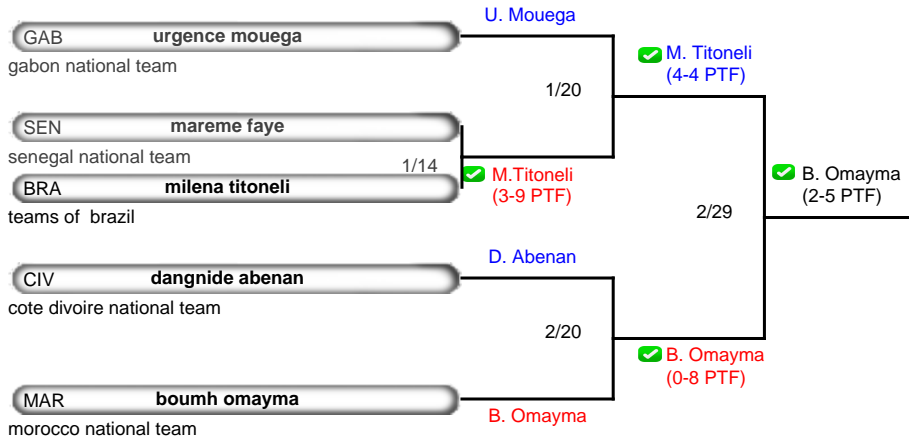 U. Mouega
GAB urgence mouega
gabon national team
M. Titoneli
(4-4 PTF)
1/20
SEN mareme faye
senegal national team
1/14
BRA milena titoneli
teams of brazil
M.Titoneli
(3-9 PTF)
B. Omayma
(2-5 PTF)
2/29
D. Abenan
CIV dangnide abenan
cote divoire national team
2/20
B. Omayma
(0-8 PTF)
MAR boumh omayma
morocco national team
B. Omayma